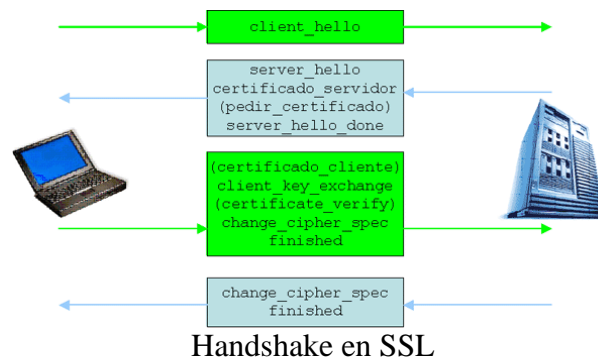 client_hello
server_hello
certificado_servidor
(pedir_certificado)
server_hello_done
(certificado_cliente)
client_key_exchange
(certificate_verify)
change_cipher_spec
finished
change_cipher_spec
finished
Handshake en SSL